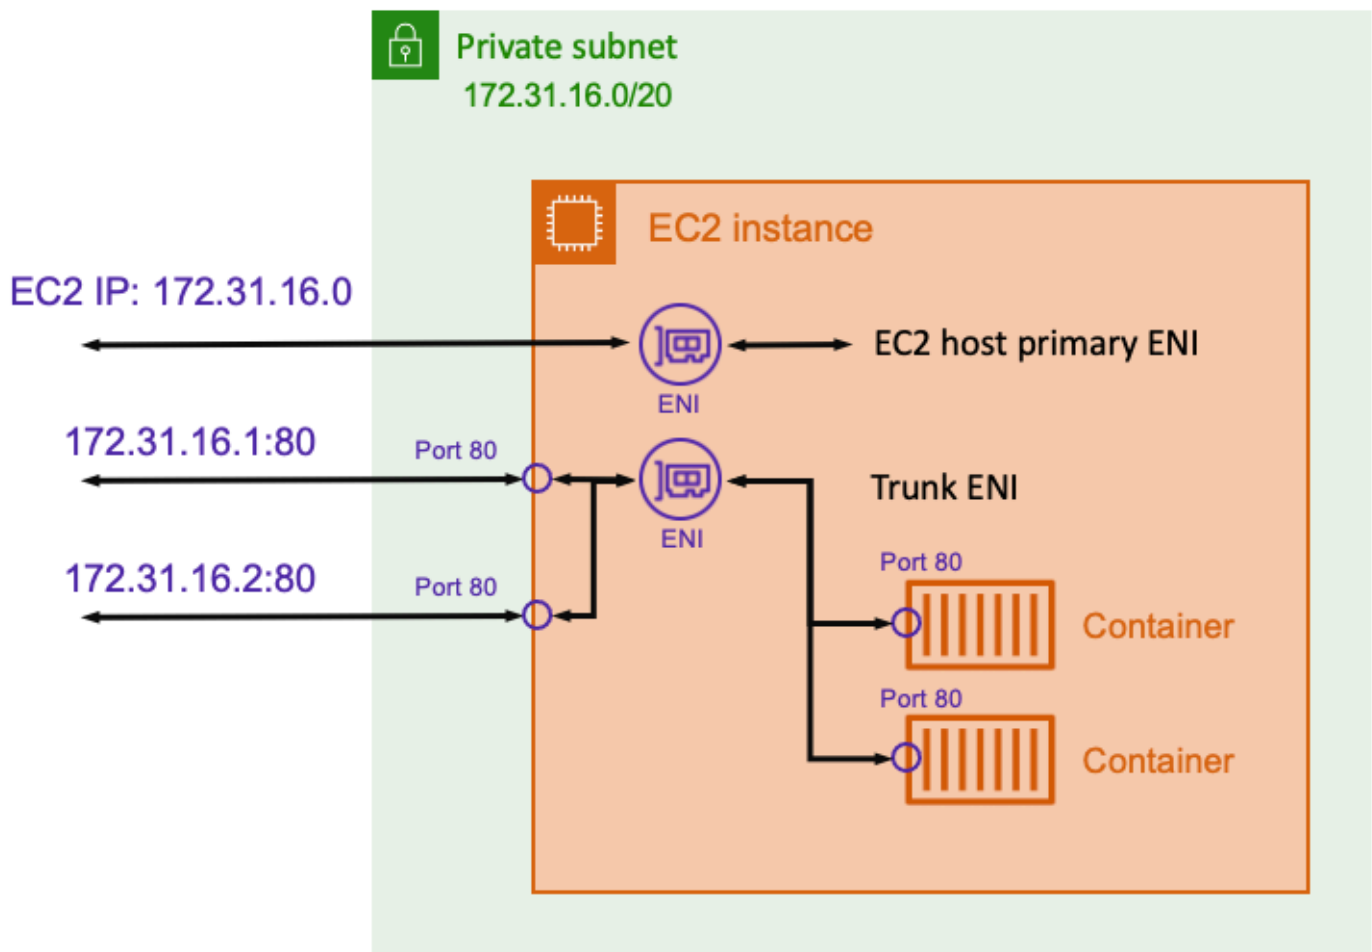 Private subnet
172.31.16.0/20
EC2 instance
EC2 IP: 172.31.16.0
EC2 host primary ENI
ENI
172.31.16.1:80
Port 80
Trunk ENI
ENI
172.31.16.2:80
Port 80
Port 80
Container
Port 80
Container